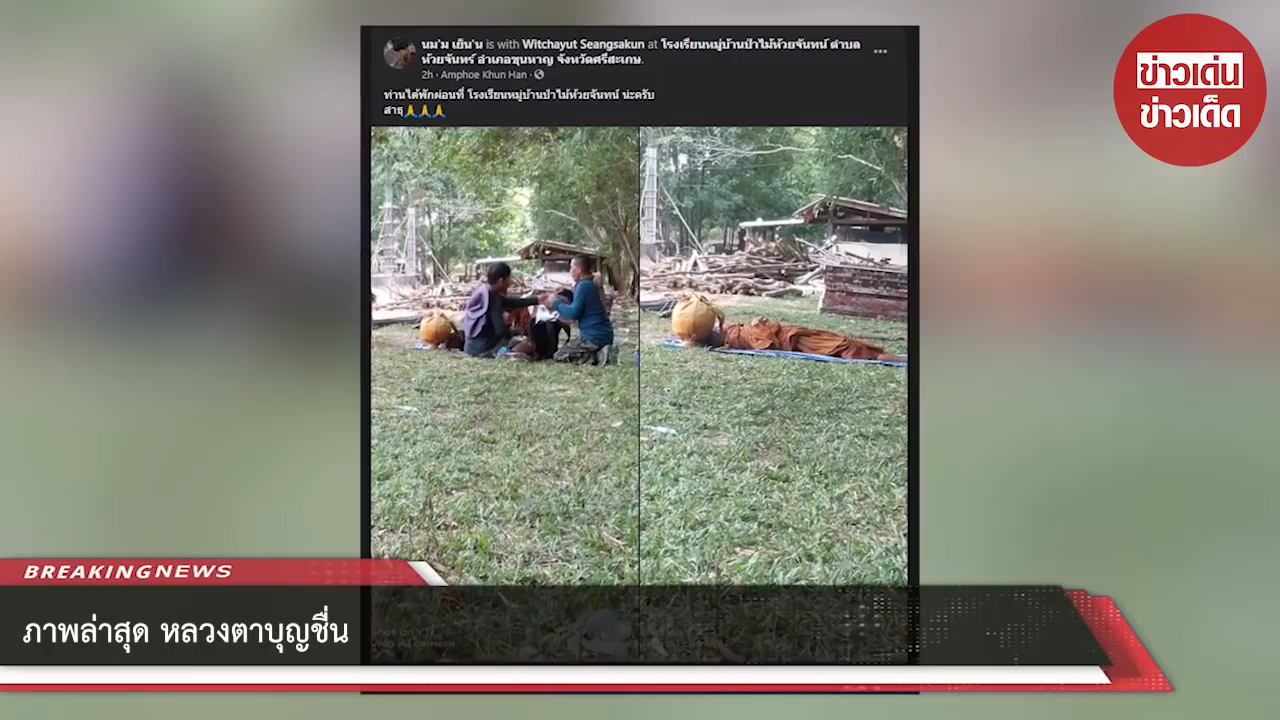 นม'ม เย็น'น is with Witchayut Seangsakun at โรงเรียนหมู่บ้านป่าไม้ห้วยจันทน์ ตำบล
ห้วยจันทร์ อำเภอขุนหาญ จังหวัดศรีสะเกษ.
2h · Amphoe Khun Han ·
ท่านได้พักผ่อนที่ โรงเรียนหมู่บ้านป่าไม้ห้วยจันทน์ น่ะครับ
สาธุ🙏🙏🙏
ข่าวเด่น
ข่าวเด็ด
BREAKING NEWS
ภาพล่าสุด หลวงตาบุญชื่น